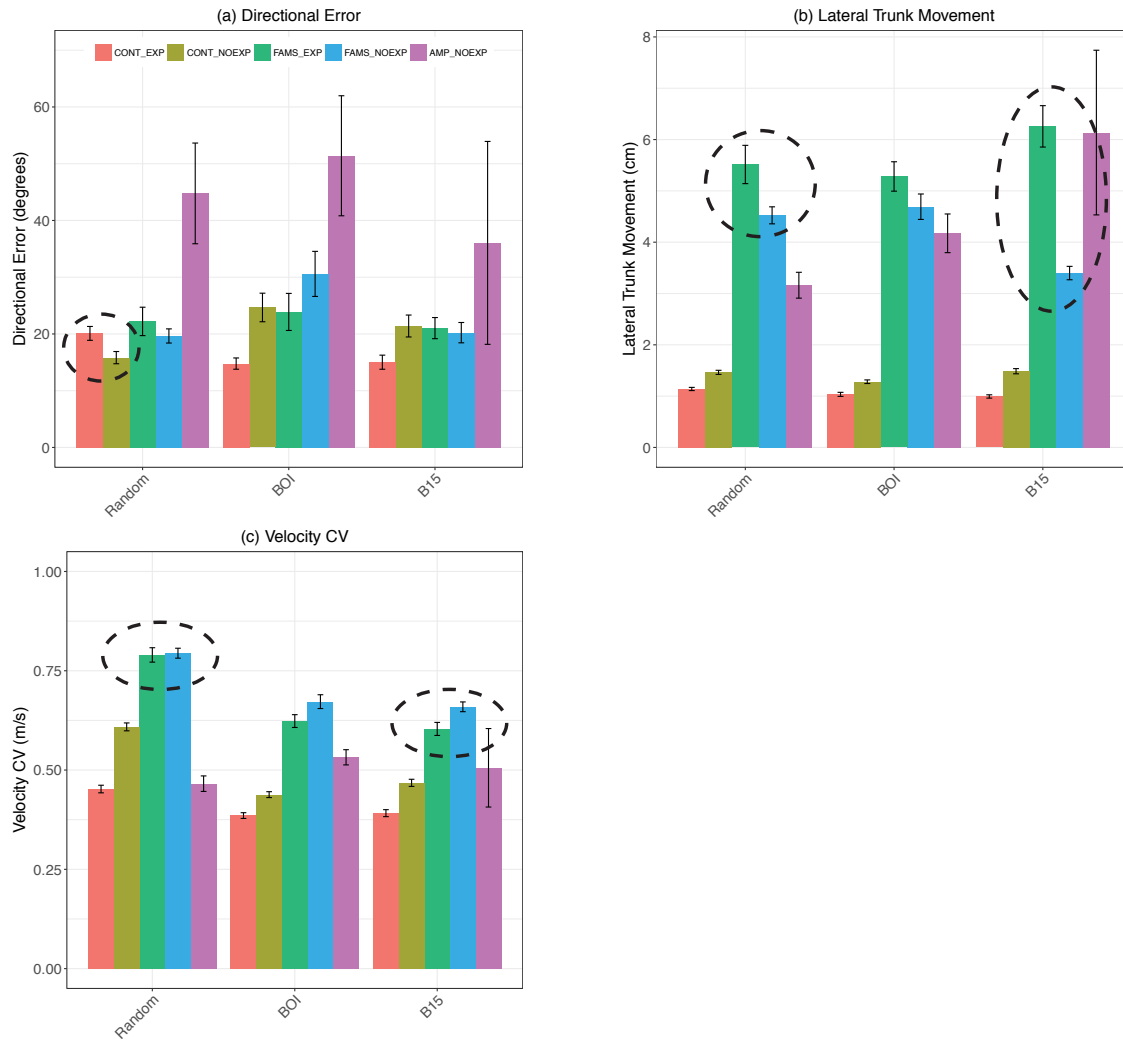 (a) Directional Error
CONT_EXP CONT_NOEXP FAMS_EXP FAMS_NOEXP AMP_NOEXP
Directional Error (degrees)
60
40
20
0
Random BOI B15
(b) Lateral Trunk Movement
Lateral Trunk Movement (cm)
8
6
4
2
0
Random BOI B15
(c) Velocity CV
Velocity CV (m/s)
1.00
0.75
0.50
0.25
0.00
Random BOI B15